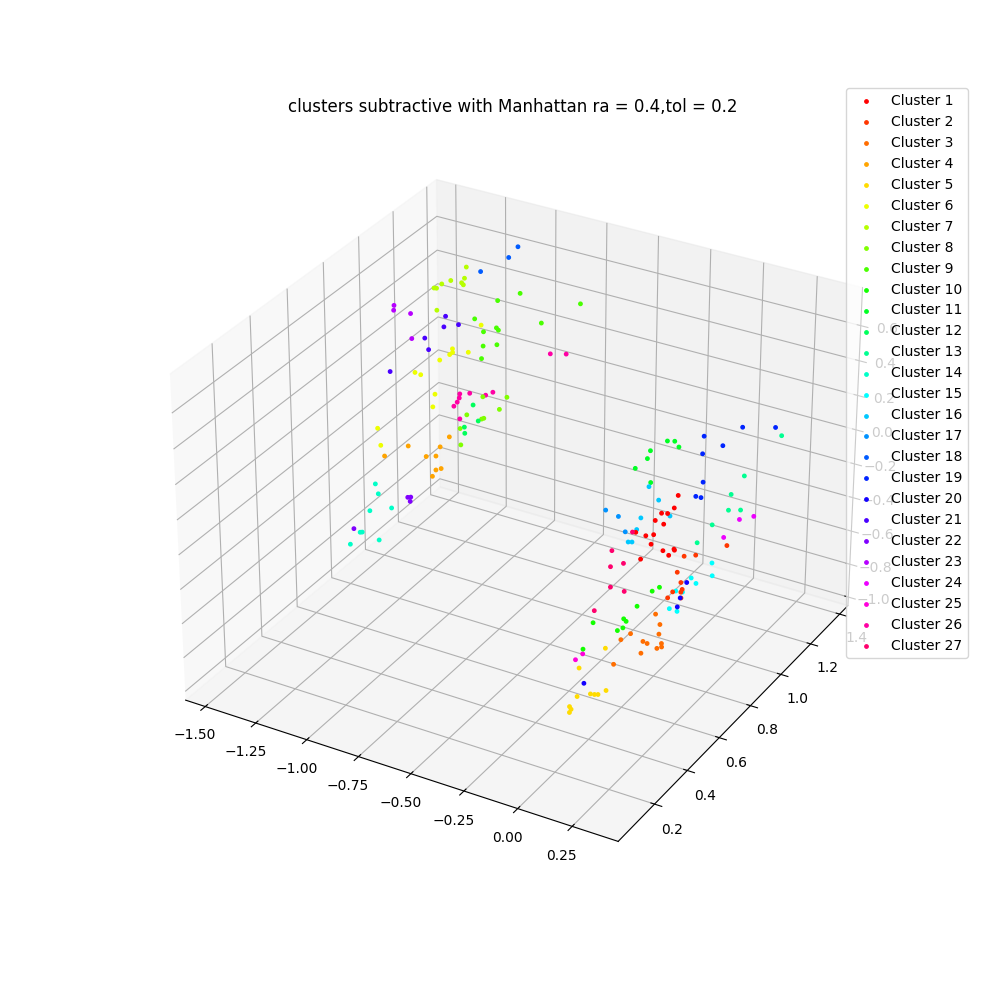 clusters subtractive with Manhattan ra = 0.4,tol = 0.2
Cluster 1
Cluster 2
Cluster 3
Cluster 4
Cluster 5
Cluster 6
Cluster 7
Cluster 8
Cluster 9
Cluster 10
Cluster 11
Cluster 12
Cluster 13
Cluster 14
Cluster 15
Cluster 16
Cluster 17
Cluster 18
Cluster 19
Cluster 20
Cluster 21
Cluster 22
Cluster 23
Cluster 24
Cluster 25
Cluster 26
Cluster 27
0.4
0.2
0.0
−0.2
−0.4
−0.6
−0.8
−1.0
1.4
1.2
1.0
0.8
0.6
0.4
0.2
−1.50
−1.25
−1.00
−0.75
−0.50
−0.25
0.00
0.25